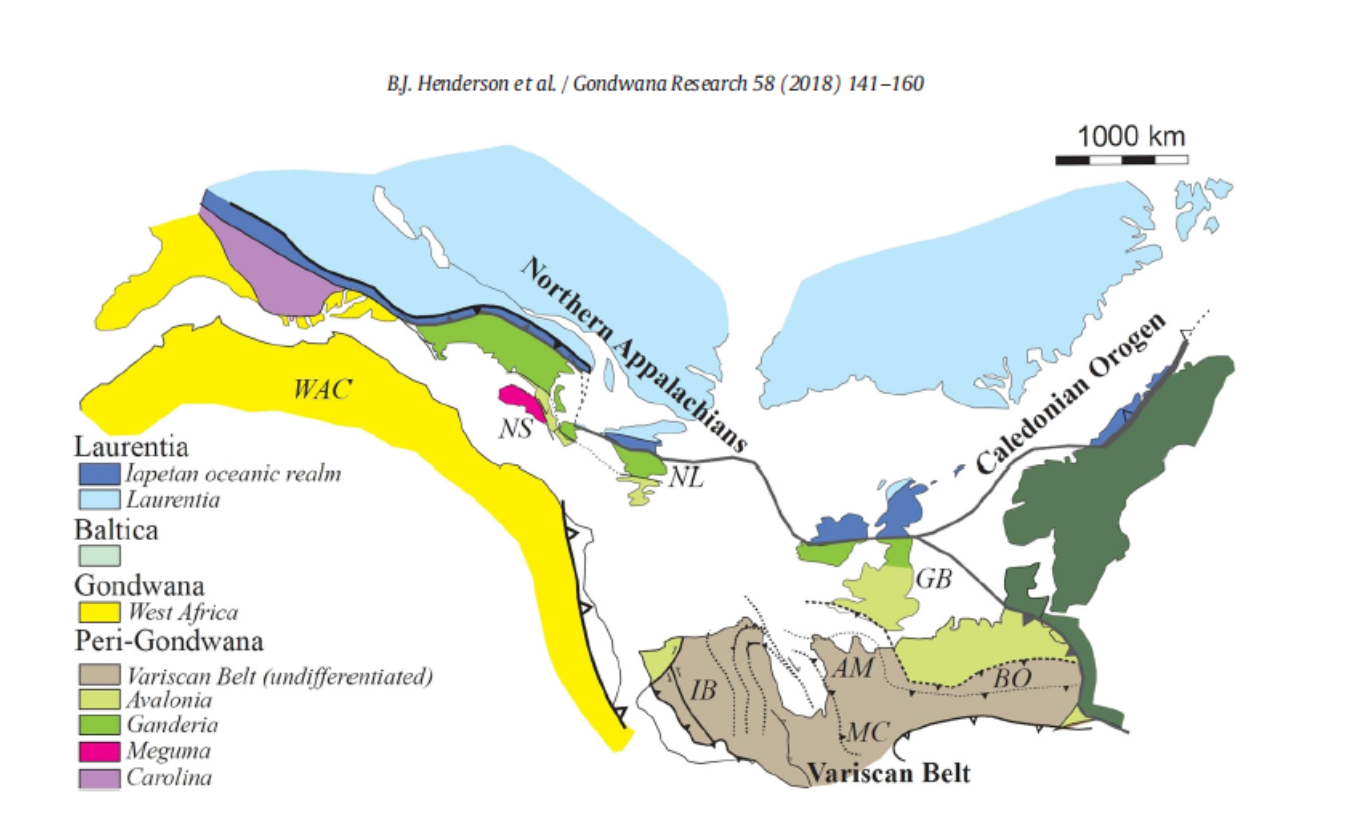 B.J. Henderson et al. / Gondwana Research 58 (2018) 141–160
1000 km
Northern Appalachians
Caledonian Orogen
WAC
NS
NL
GB
AM
IB
BO
MC
Variscan Belt
Laurentia
Iapetan oceanic realm
Laurentia
Baltica
Gondwana
West Africa
Peri-Gondwana
Variscan Belt (undifferentiated)
Avalonia
Ganderia
Meguma
Carolina